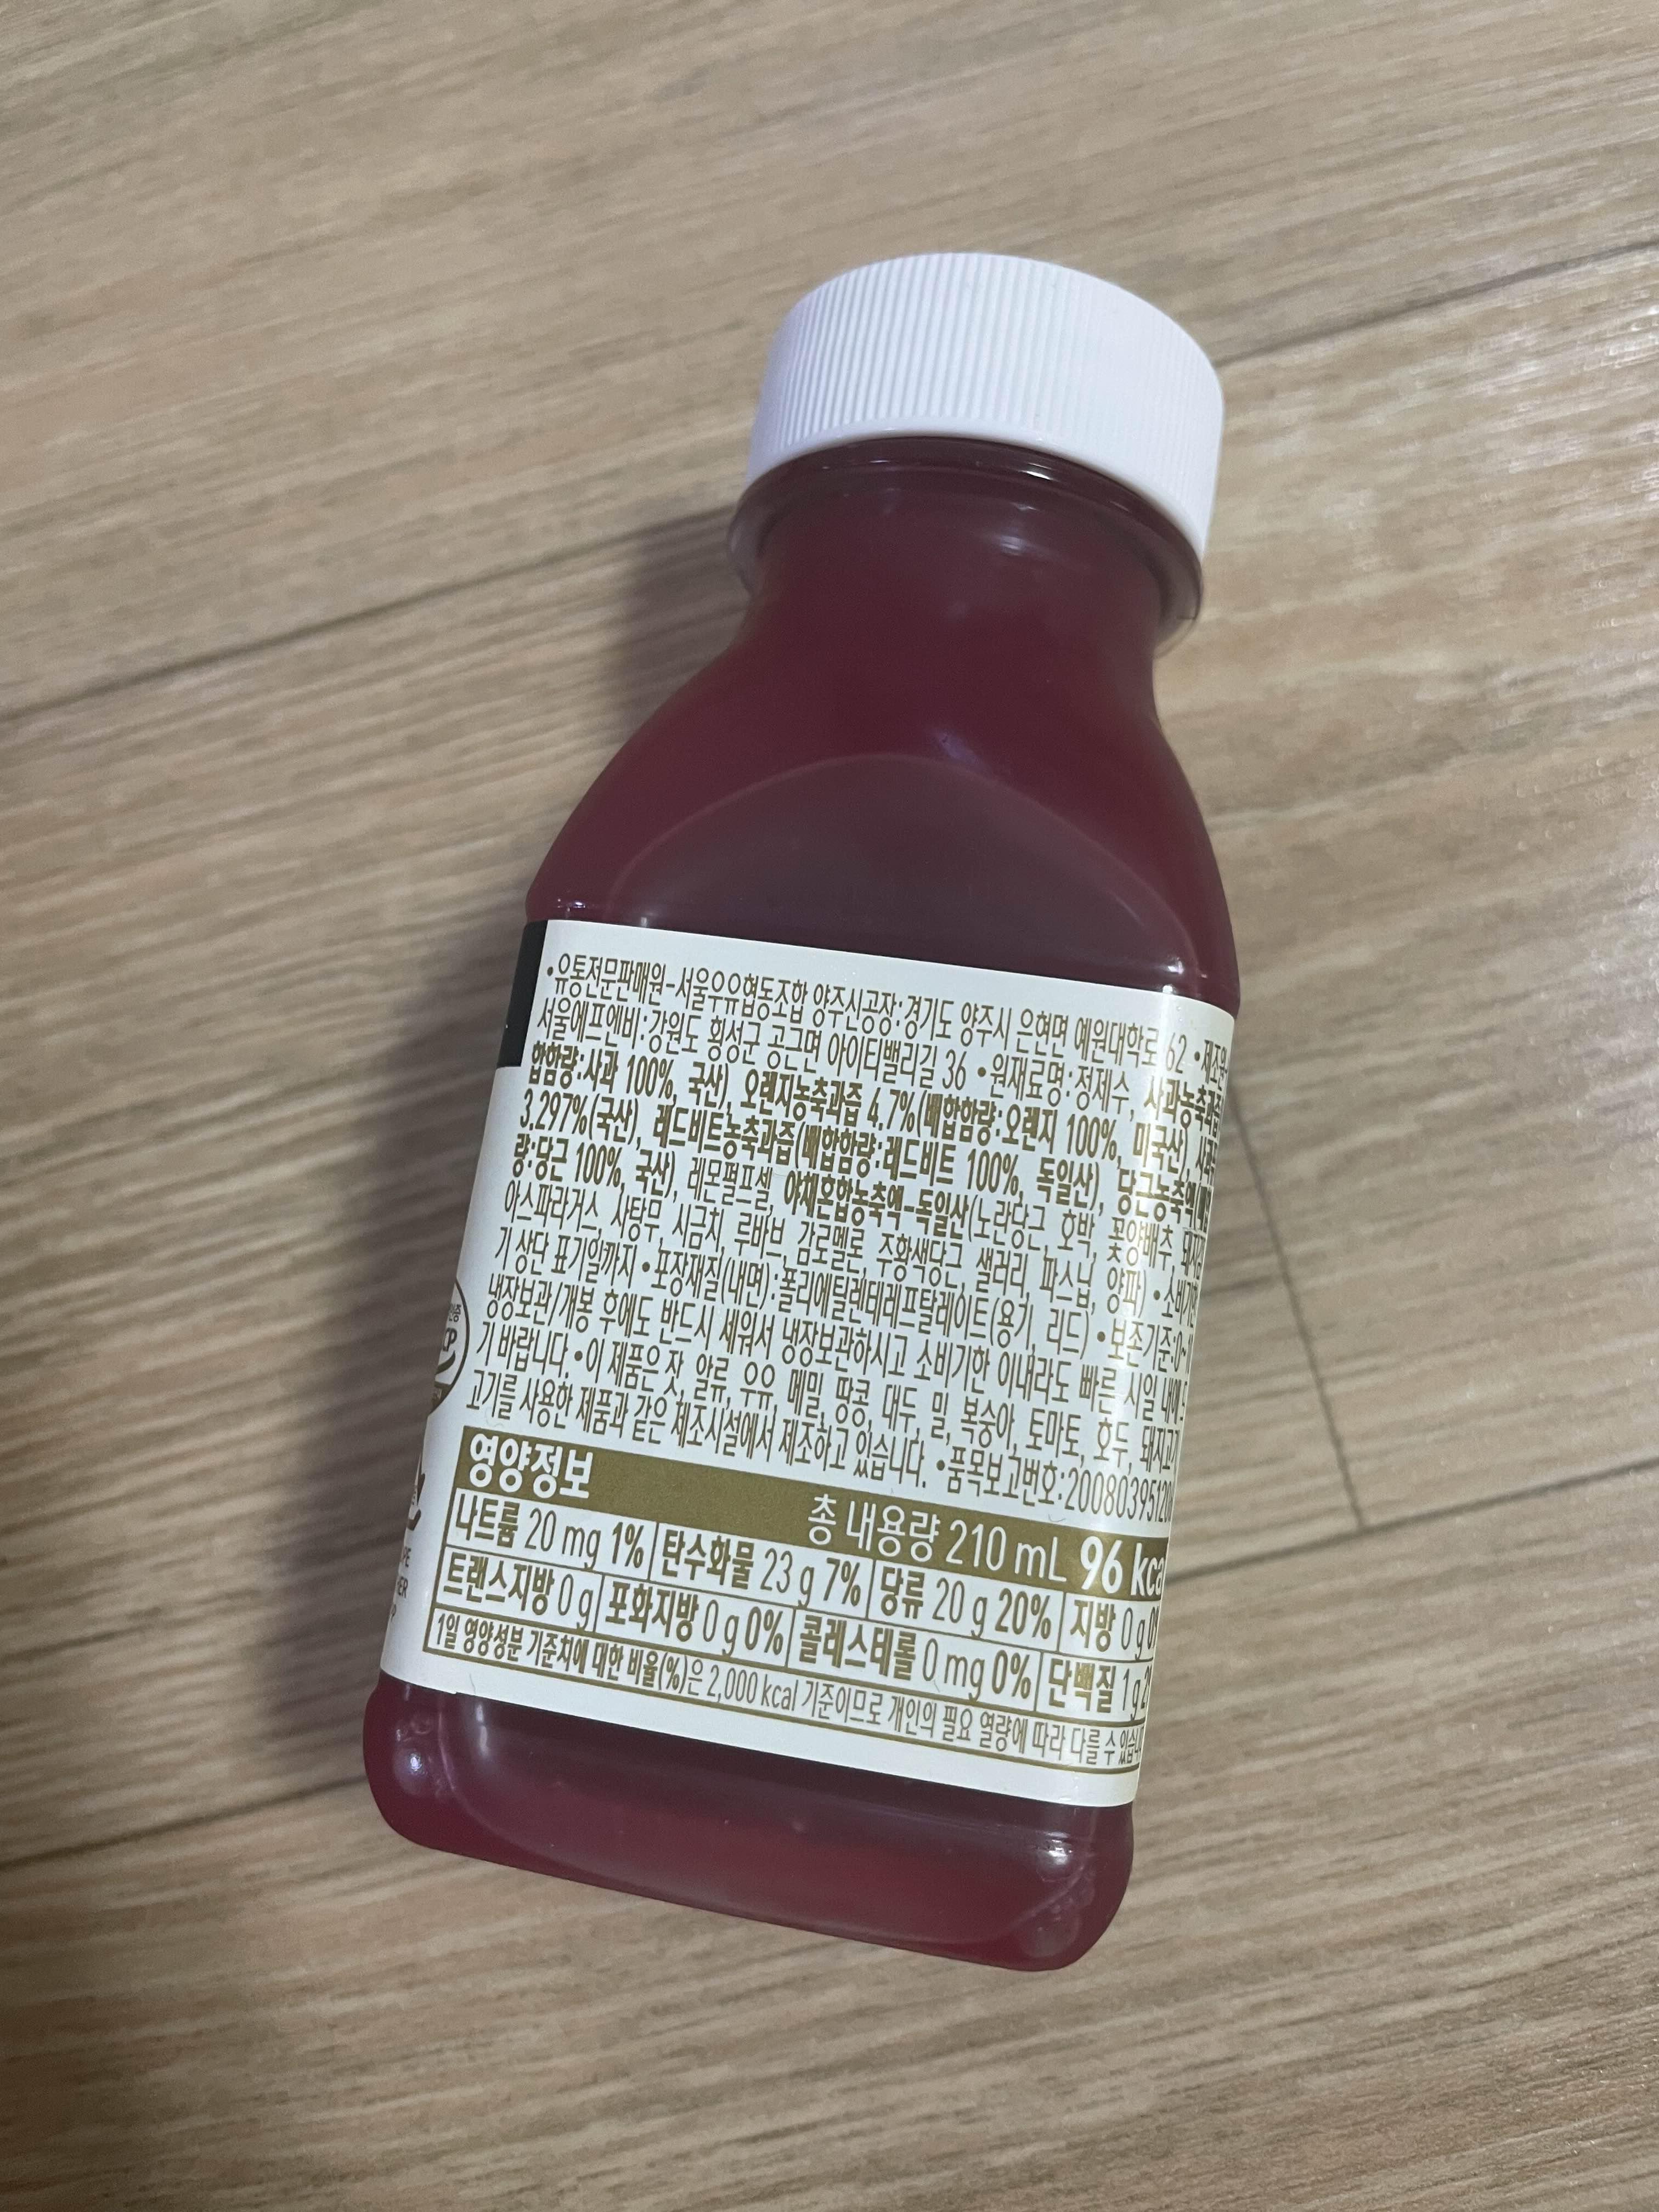 •유통전문판매원-서울우유협동조합 양주신공장:경기도 양주시 은현면 예원대학로 62 •제조원
서울에프엔비:강원도 횡성군 공근면 아이티밸리길 36 •원재료명:정제수, 사과농축과즙
합함량:사과 100%, 국산), 오렌지농축과즙 4.7%(배합함량:오렌지 100%, 미국산),
3.297%(국산), 레드비트농축과즙(배합함량:레드비트 100%, 독일산), 당근농축액(배합
량:당근 100%, 국산), 레몬펄프셀, 야채혼합농축액-독일산(노란당근, 호박, 꽃양배추,
아스파라거스, 사탕무, 시금치, 루바브, 감로멜론, 주황색당근, 샐러리, 파스닙, 양파) •소비기한
기 상단 표기일까지 •포장재질(내면):폴리에틸렌테레프탈레이트(용기, 리드) •보존기준:0~
냉장보관/개봉 후에도 반드시 세워서 냉장보관하시고 소비기한 이내라도 빠른 시일 내에
기 바랍니다. •이 제품은 잣, 알류, 우유, 메밀, 땅콩, 대두, 밀, 복숭아, 토마토, 호두, 돼지고기
고기를 사용한 제품과 같은 제조시설에서 제조하고 있습니다. •품목보고번호:20080395120
영양정보 총 내용량 210 mL 96 kcal
나트륨 20 mg 1% 탄수화물 23 g 7% 당류 20 g 20% 지방 0 g
트랜스지방 0 g 포화지방 0 g 0% 콜레스테롤 0 mg 0% 단백질 1 g
1일 영양성분 기준치에 대한 비율(%)은 2,000 kcal 기준이므로 개인의 필요 열량에 따라 다를 수 있습니